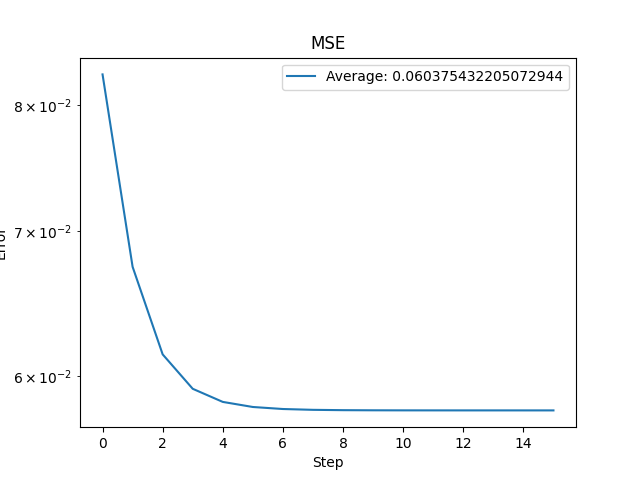 MSE
Average: 0.060375432205072944
8 × 10⁻²
7 × 10⁻²
6 × 10⁻²
Error
0 2 4 6 8 10 12 14
Step